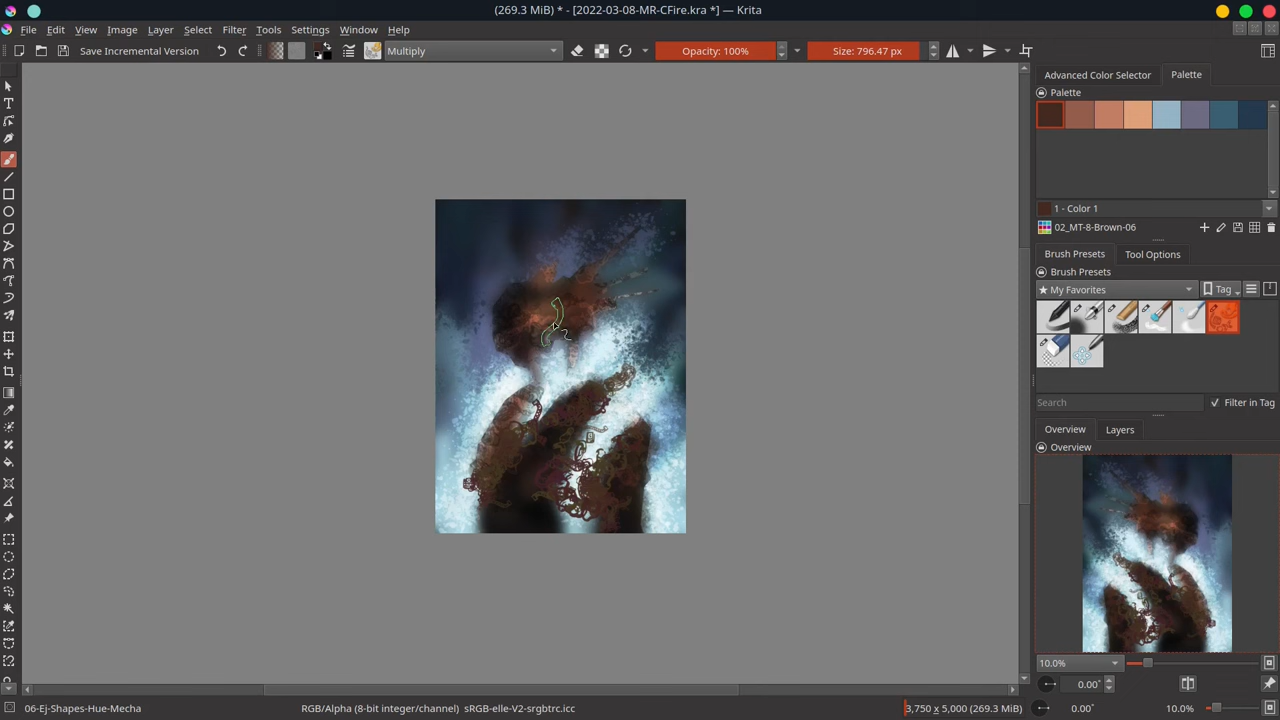 (269.3 MiB) * - [2022-03-08-MR-CFire.kra *] — Krita
File Edit View Image Layer Select Filter Tools Settings Window Help
Save Incremental Version Multiply Opacity: 100% Size: 796.47 px
Advanced Color Selector Palette
Palette
1 - Color 1
02_MT-8-Brown-06
Brush Presets Tool Options
Brush Presets
★ My Favorites Tag
Search Filter in Tag
Overview Layers
Overview
10.0%
0.00°
06-Ej-Shapes-Hue-Mecha RGB/Alpha (8-bit integer/channel) sRGB-elle-V2-srgbtrc.icc 3,750 x 5,000 (269.3 MiB) 0.00° 10.0%